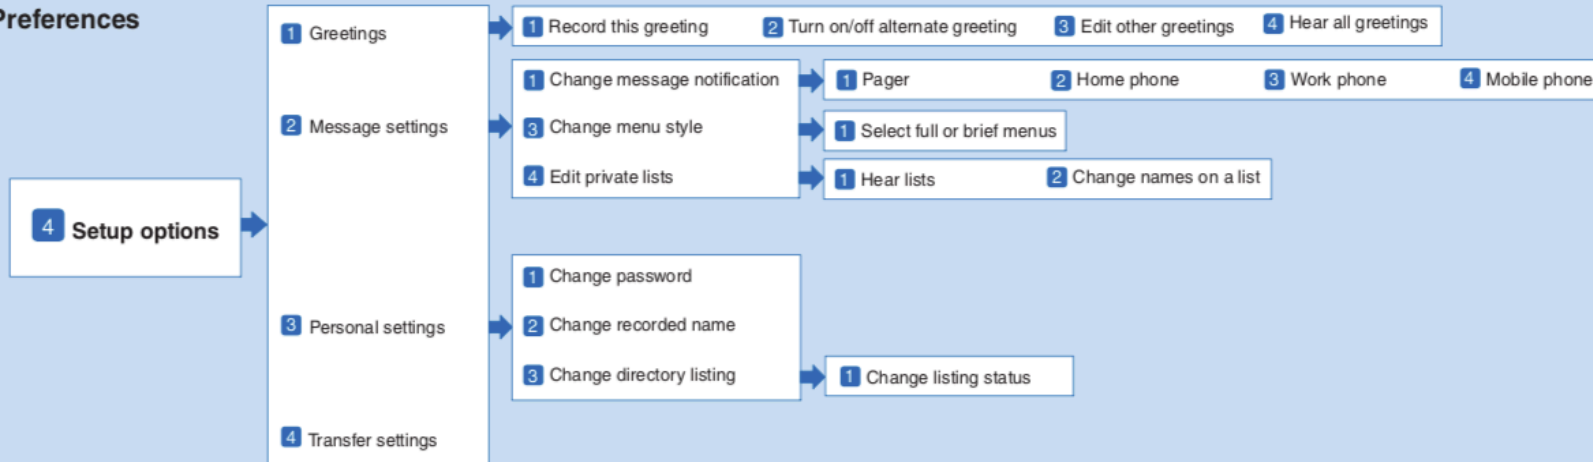 Preferences
1 Greetings
1 Record this greeting 2 Turn on/off alternate greeting 3 Edit other greetings 4 Hear all greetings
2 Message settings
1 Change message notification
1 Pager 2 Home phone 3 Work phone 4 Mobile phone
3 Change menu style
1 Select full or brief menus
4 Edit private lists
1 Hear lists 2 Change names on a list
4 Setup options
3 Personal settings
1 Change password
2 Change recorded name
3 Change directory listing
1 Change listing status
4 Transfer settings